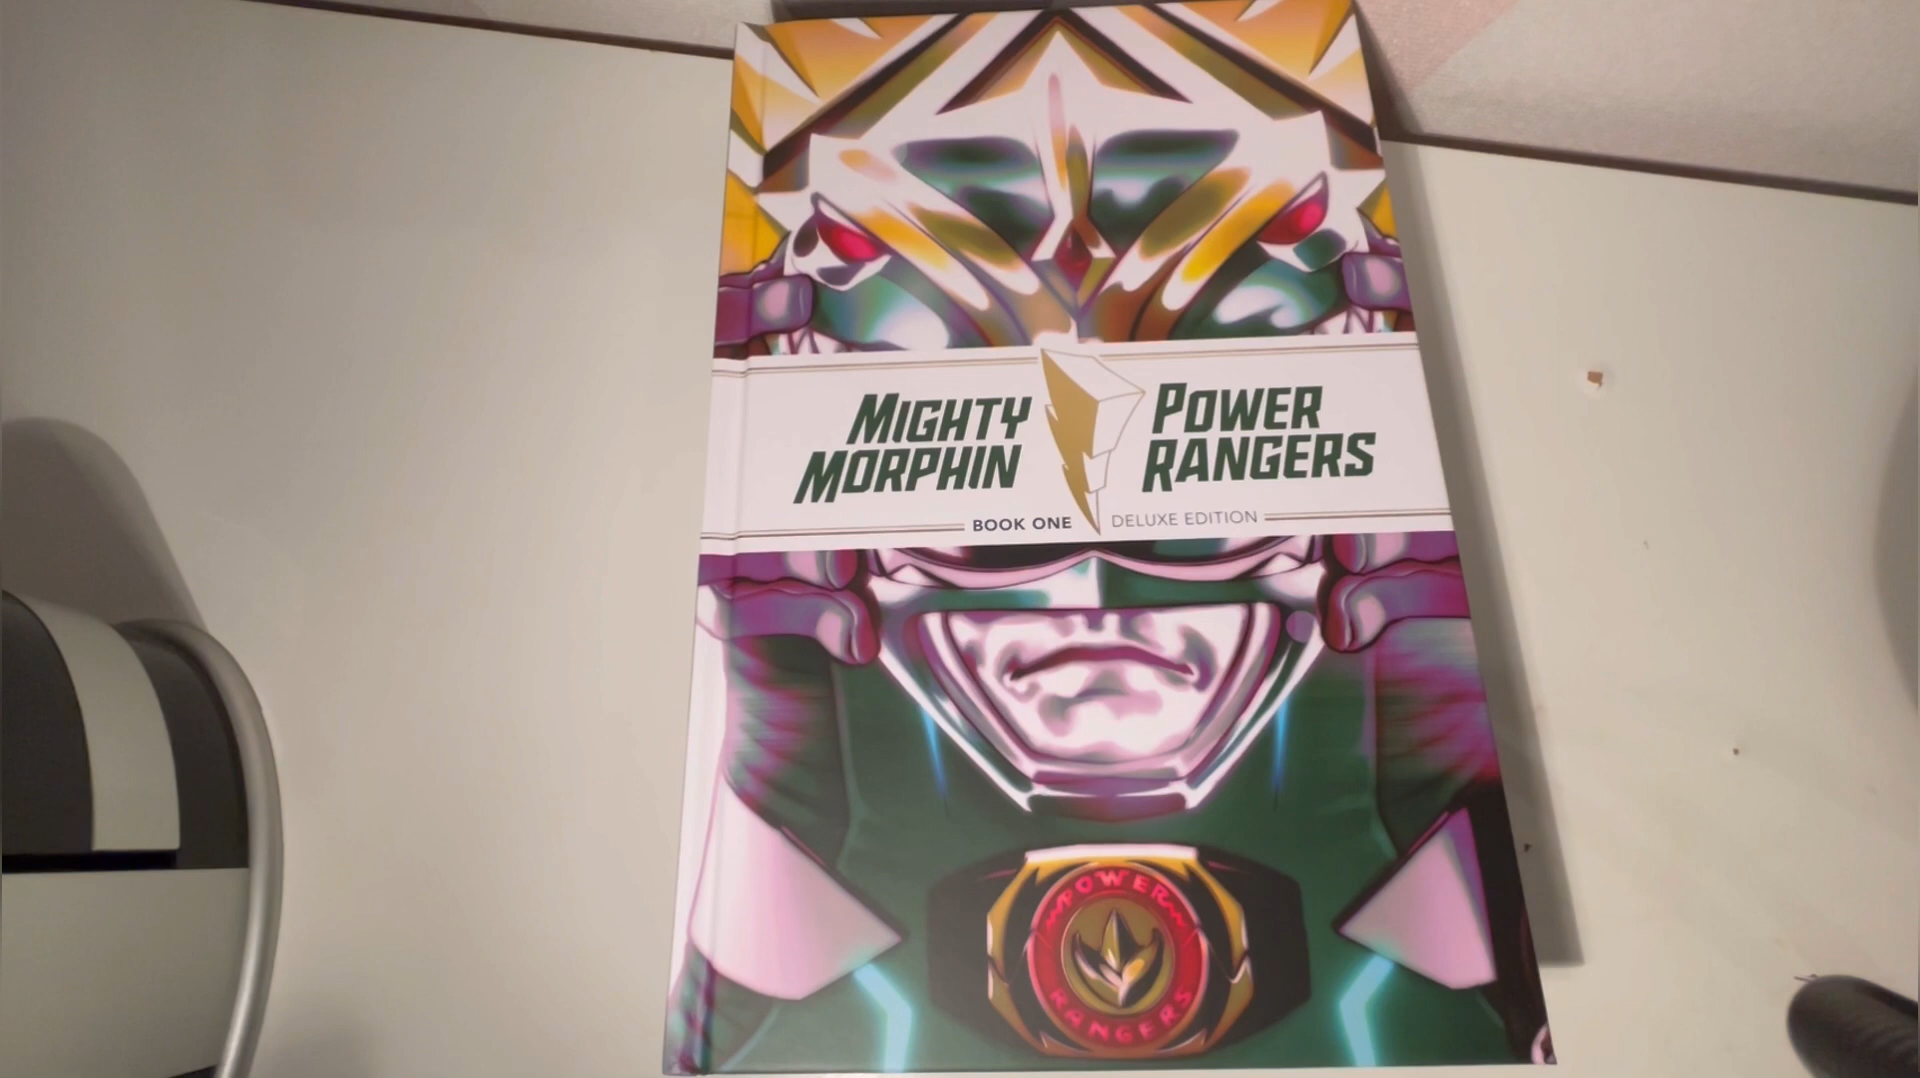 MIGHTY
MORPHIN
POWER
RANGERS
BOOK ONE
DELUXE EDITION
POWER
RANGERS